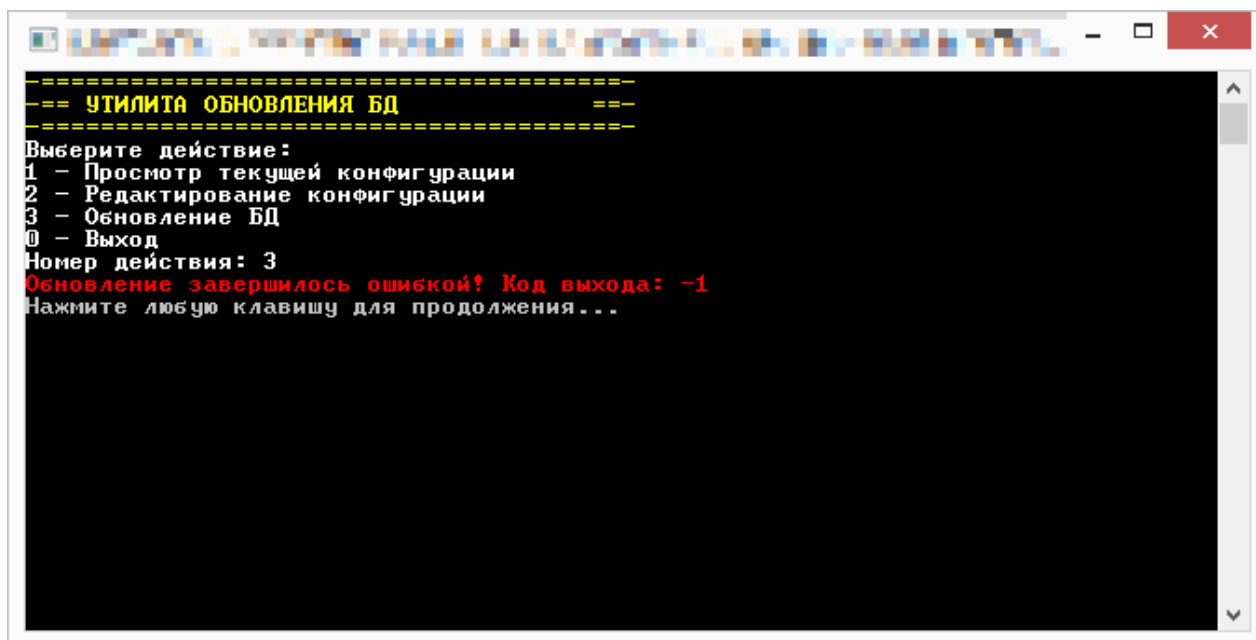 -=======================================-
-== УТИЛИТА ОБНОВЛЕНИЯ БД             ==-
-=======================================-
Выберите действие:
1 - Просмотр текущей конфигурации
2 - Редактирование конфигурации
3 - Обновление БД
0 - Выход
Номер действия: 3
Обновление завершилось ошибкой! Код выхода: -1
Нажмите любую клавишу для продолжения...